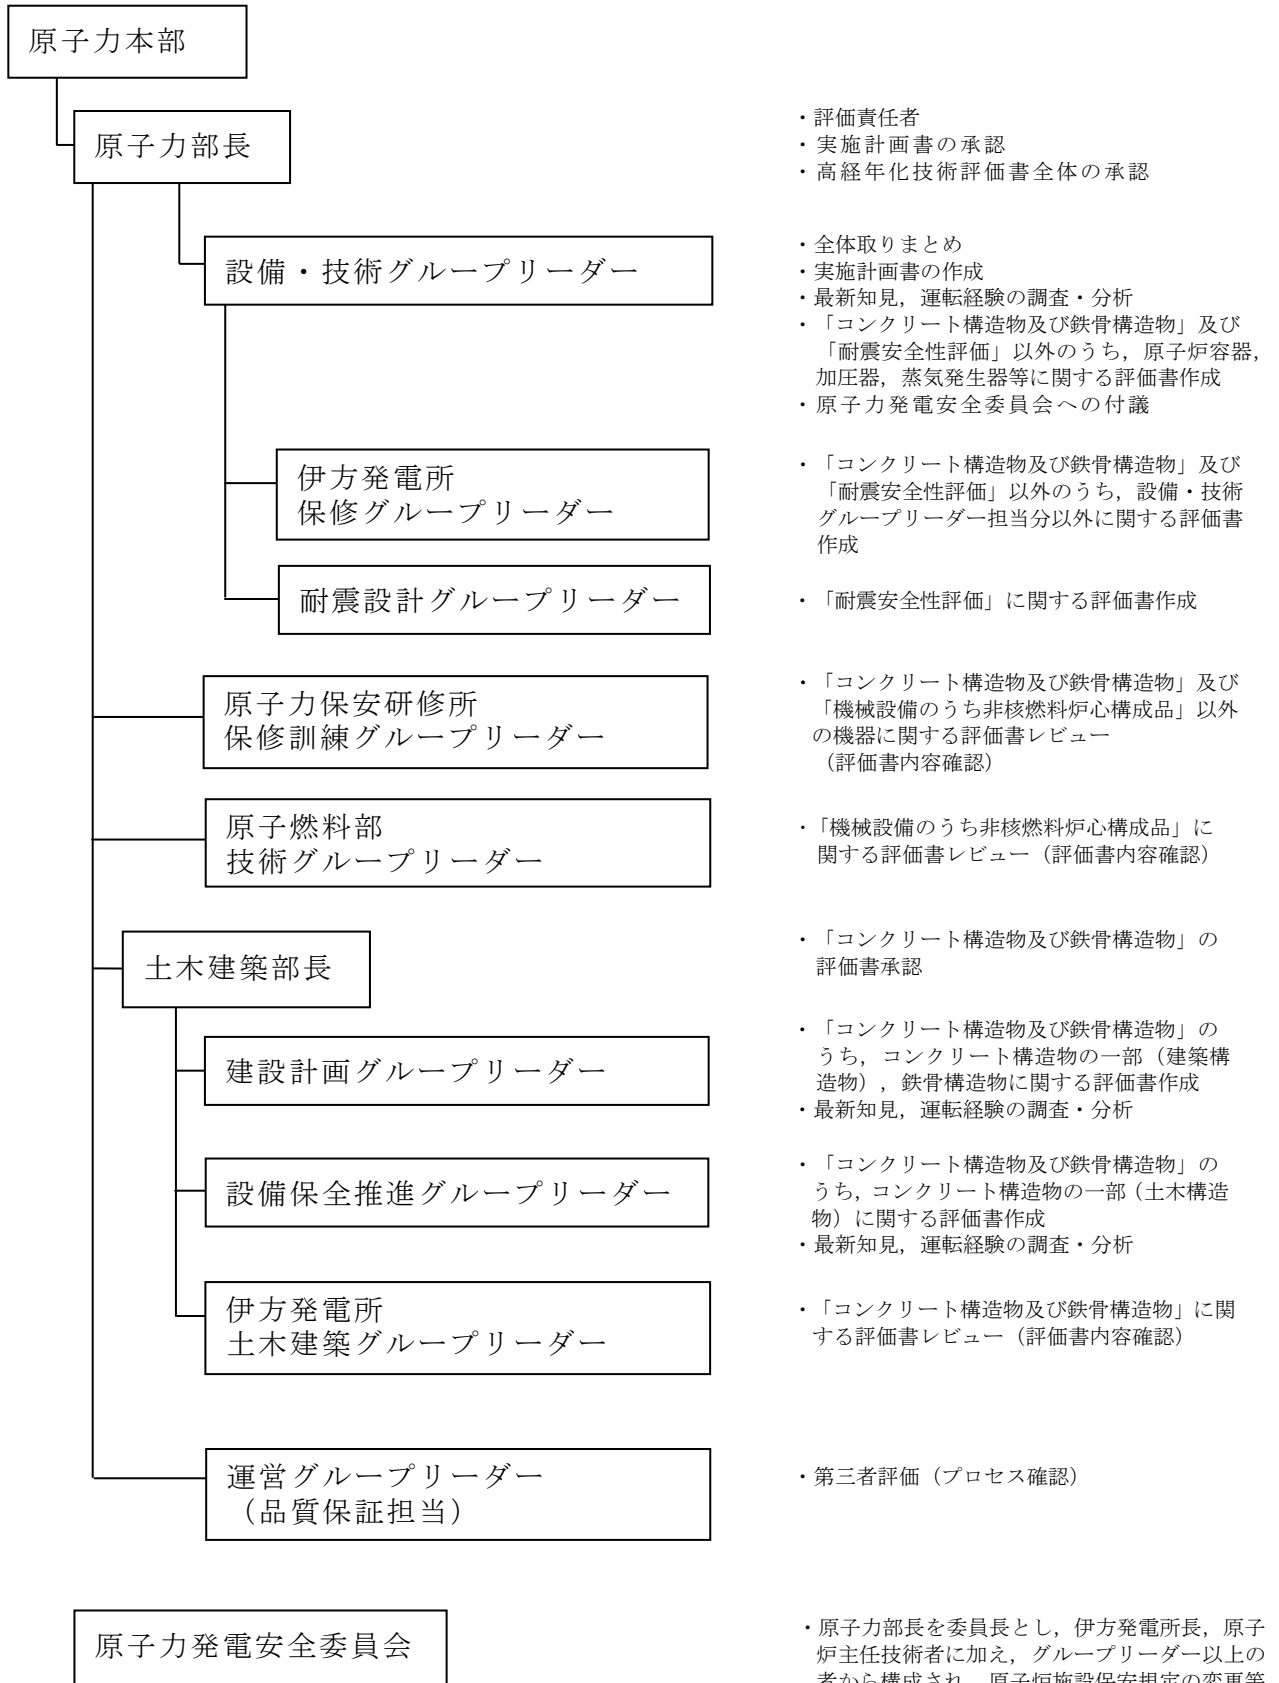 原子力本部
原子力部長
・評価責任者
・実施計画書の承認
・高経年化技術評価書全体の承認
設備・技術グループリーダー
・全体取りまとめ
・実施計画書の作成
・最新知見，運転経験の調査・分析
・「コンクリート構造物及び鉄骨構造物」及び
「耐震安全性評価」以外のうち，原子炉容器，
加圧器，蒸気発生器等に関する評価書作成
・原子力発電安全委員会への付議
伊方発電所
保修グループリーダー
・「コンクリート構造物及び鉄骨構造物」及び
「耐震安全性評価」以外のうち，設備・技術
グループリーダー担当分以外に関する評価書
作成
耐震設計グループリーダー
・「耐震安全性評価」に関する評価書作成
原子力保安研修所
保修訓練グループリーダー
・「コンクリート構造物及び鉄骨構造物」及び
「機械設備のうち非核燃料炉心構成品」以外
の機器に関する評価書レビュー
（評価書内容確認）
原子燃料部
技術グループリーダー
・「機械設備のうち非核燃料炉心構成品」に
関する評価書レビュー（評価書内容確認）
土木建築部長
・「コンクリート構造物及び鉄骨構造物」の
評価書承認
建設計画グループリーダー
・「コンクリート構造物及び鉄骨構造物」の
うち，コンクリート構造物の一部（建築構
造物），鉄骨構造物に関する評価書作成
・最新知見，運転経験の調査・分析
設備保全推進グループリーダー
・「コンクリート構造物及び鉄骨構造物」の
うち，コンクリート構造物の一部（土木構造
物）に関する評価書作成
・最新知見，運転経験の調査・分析
伊方発電所
土木建築グループリーダー
・「コンクリート構造物及び鉄骨構造物」に関
する評価書レビュー（評価書内容確認）
運営グループリーダー
（品質保証担当）
・第三者評価（プロセス確認）
原子力発電安全委員会
・原子力部長を委員長とし，伊方発電所長，原子
炉主任技術者に加え，グループリーダー以上の
者から構成され，原子炉施設保安規定の変更等